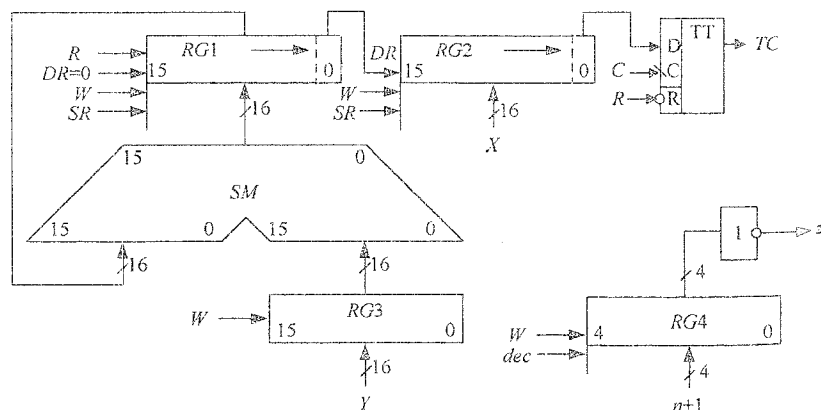 R RG1 RG2 D TT TC
DR=0 15 0 DR 15 0 C C
W W R R
SR 16 SR 16
X
15 0
SM
15 0 15 0
16 16 1 z
4
W RG3 W RG4
15 0 4 0
dec
16 4
Y n+1